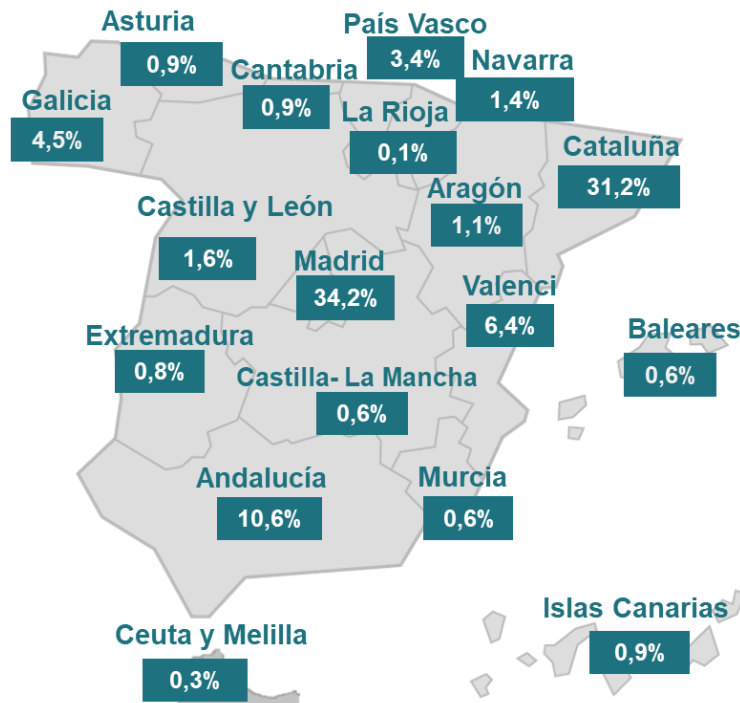 Asturia
0,9%
País Vasco
3,4%
Cantabria
0,9%
Navarra
1,4%
Galicia
4,5%
La Rioja
0,1%
Cataluña
31,2%
Aragón
1,1%
Castilla y León
1,6%
Madrid
34,2%
Valenci
6,4%
Extremadura
0,8%
Baleares
0,6%
Castilla- La Mancha
0,6%
Andalucía
10,6%
Murcia
0,6%
Ceuta y Melilla
0,3%
Islas Canarias
0,9%